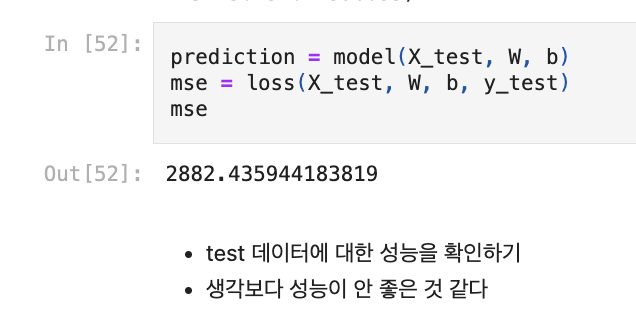 In [52]:
prediction = model(X_test, W, b)
mse = loss(X_test, W, b, y_test)
mse
Out[52]: 2882.435944183819
• test 데이터에 대한 성능을 확인하기
• 생각보다 성능이 안 좋은 것 같다